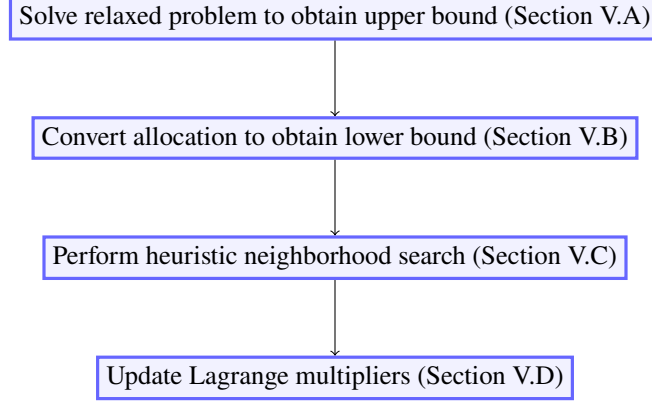 Solve relaxed problem to obtain upper bound (Section V.A)
Convert allocation to obtain lower bound (Section V.B)
Perform heuristic neighborhood search (Section V.C)
Update Lagrange multipliers (Section V.D)